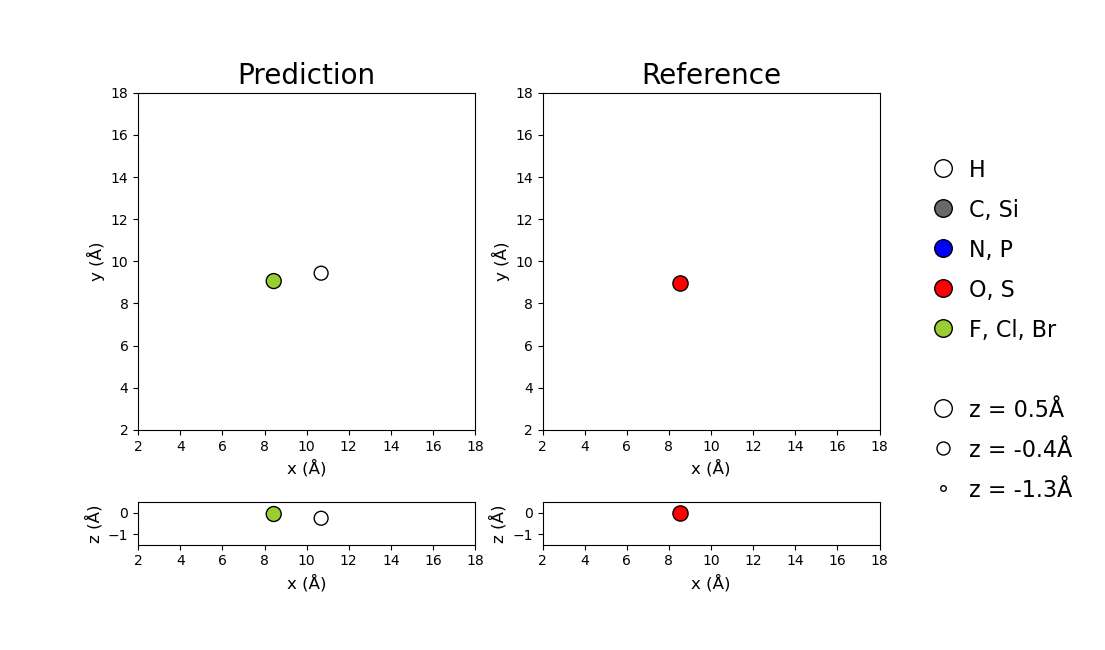 Prediction
Reference
18
16
14
12
10
8
6
4
2
y (Å)
2 4 6 8 10 12 14 16 18
x (Å)
18
16
14
12
10
8
6
4
2
y (Å)
2 4 6 8 10 12 14 16 18
x (Å)
0
−1
z (Å)
2 4 6 8 10 12 14 16 18
x (Å)
0
−1
z (Å)
2 4 6 8 10 12 14 16 18
x (Å)
H
C, Si
N, P
O, S
F, Cl, Br
z = 0.5Å
z = -0.4Å
z = -1.3Å